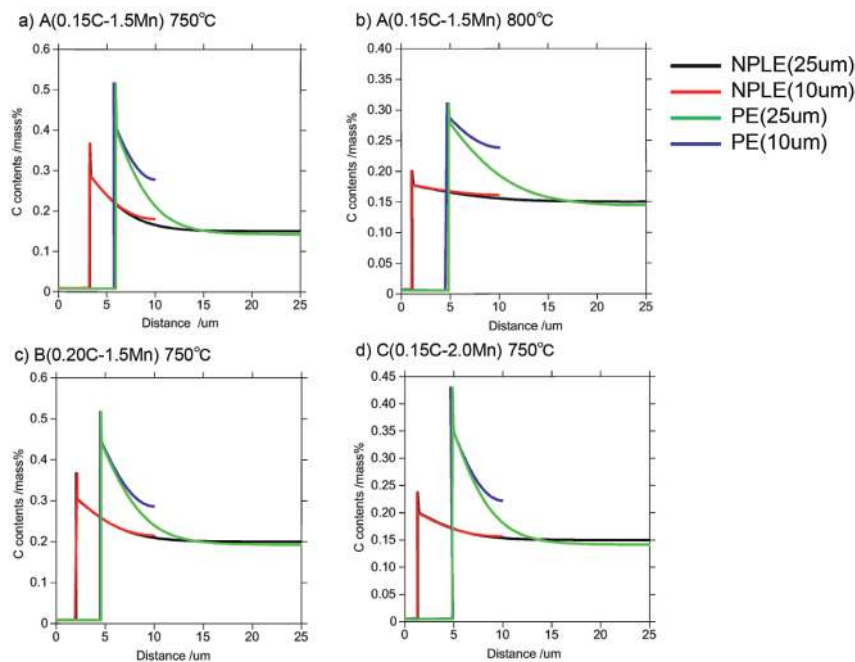 a) A(0.15C-1.5Mn) 750°C
0.6
0.5
0.4
0.3
0.2
0.1
0
C contents /mass%
0 5 10 15 20 25
Distance /um
b) A(0.15C-1.5Mn) 800°C
0.40
0.35
0.30
0.25
0.20
0.15
0.10
0.05
0
C contents /mass%
0 5 10 15 20 25
Distance /um
NPLE(25um)
NPLE(10um)
PE(25um)
PE(10um)
c) B(0.20C-1.5Mn) 750°C
0.6
0.5
0.4
0.3
0.2
0.1
0
C contents /mass%
0 5 10 15 20 25
Distance /um
d) C(0.15C-2.0Mn) 750°C
0.45
0.40
0.35
0.30
0.25
0.20
0.15
0.10
0.05
0
C contents /mass%
0 5 10 15 20 25
Distance /um